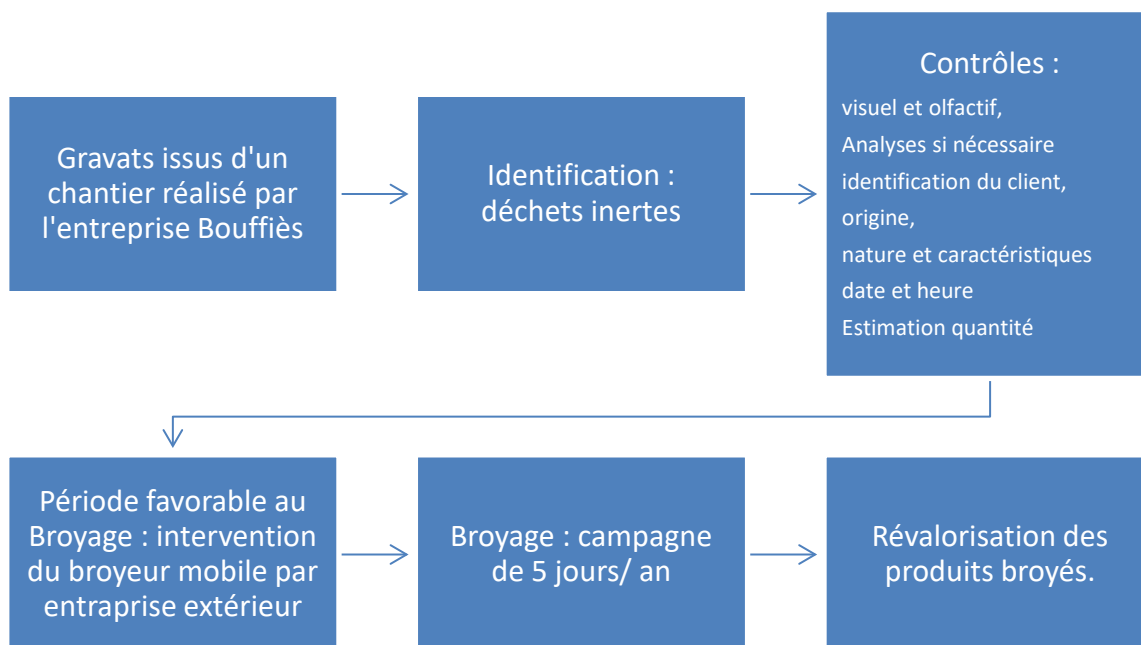 Gravats issus d'un
chantier réalisé par
l'entreprise Bouffiès
Identification :
déchets inertes
Contrôles :
visuel et olfactif,
Analyses si nécessaire
identification du client,
origine,
nature et caractéristiques
date et heure
Estimation quantité
Période favorable au
Broyage : intervention
du broyeur mobile par
entraprise extérieur
Broyage : campagne
de 5 jours/ an
Révalorisation des
produits broyés.